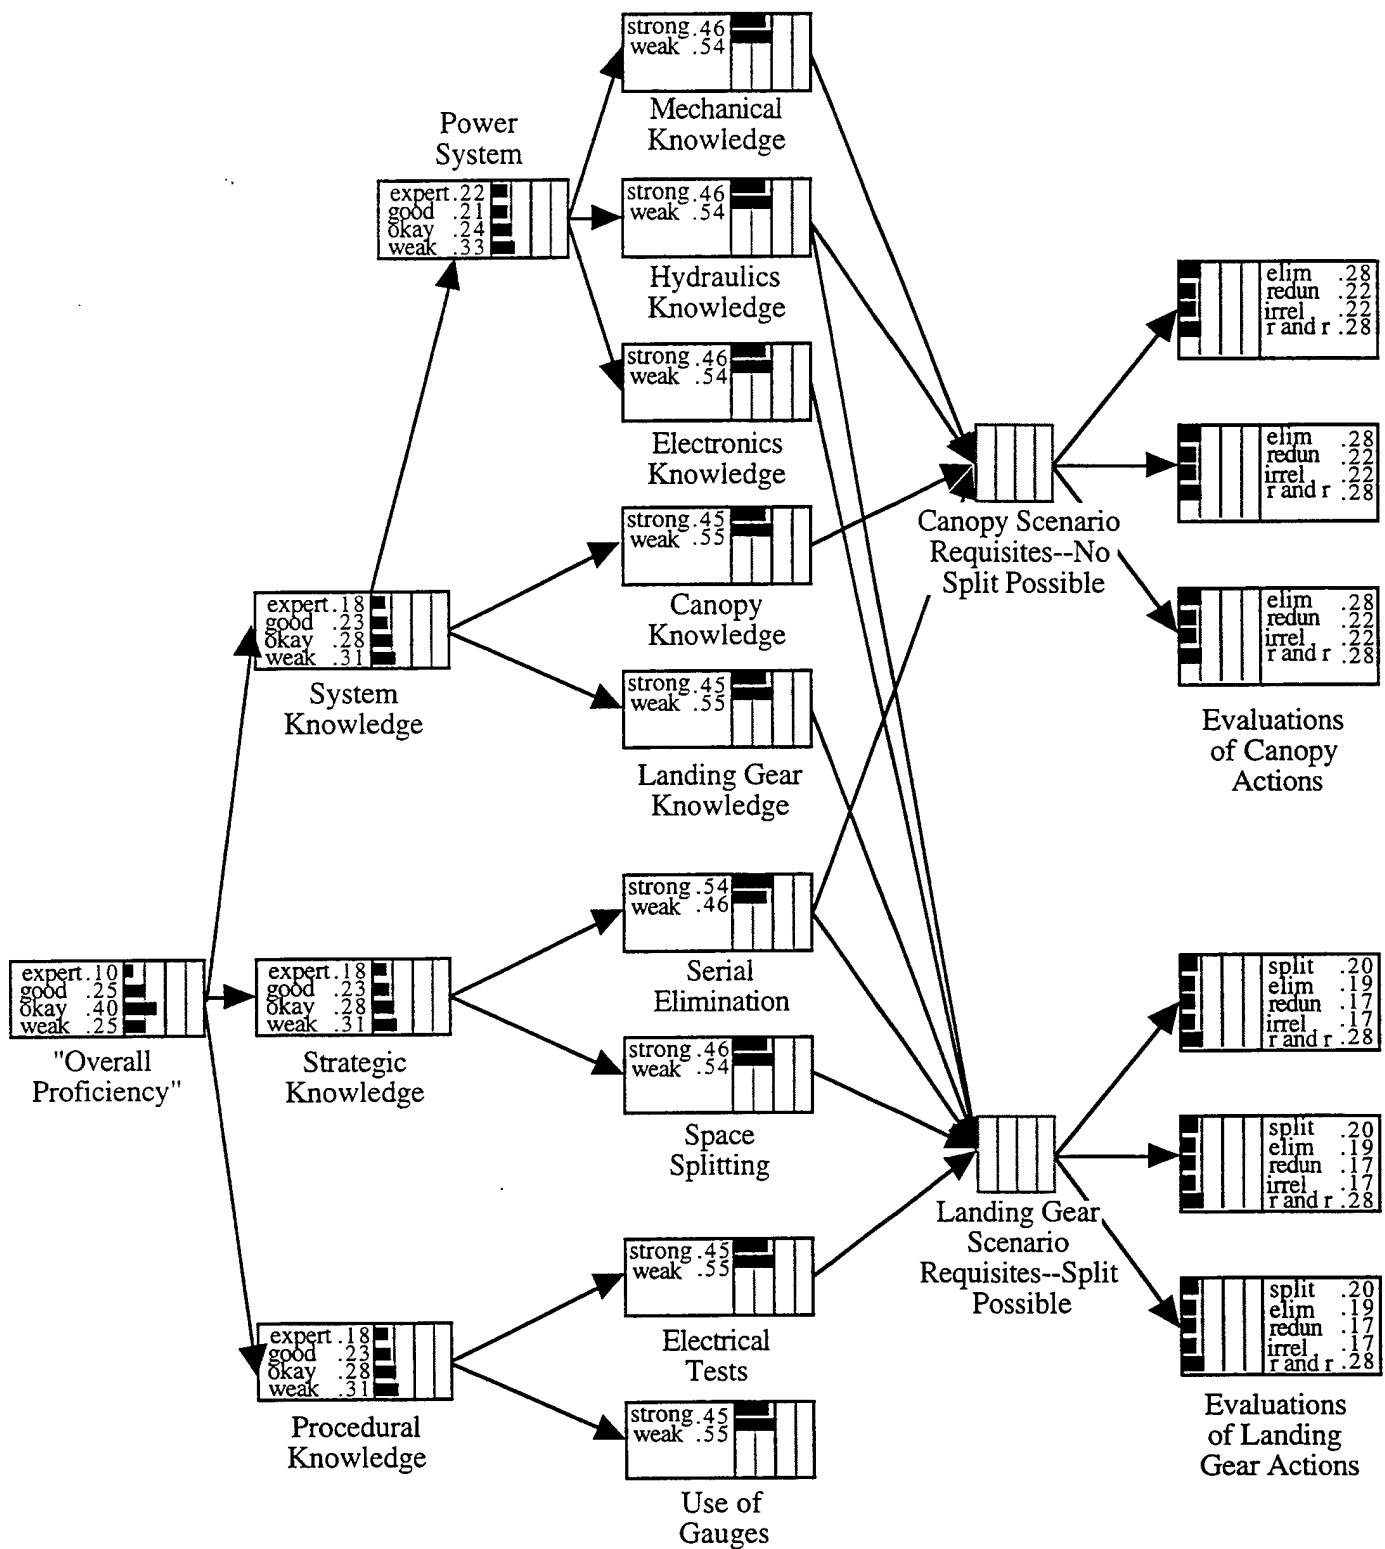 strong .46
weak .54
Mechanical
Knowledge
Power
System
expert .22
good .21
okay .24
weak .33
strong .46
weak .54
Hydraulics
Knowledge
strong .46
weak .54
Electronics
Knowledge
strong .45
weak .55
Canopy
Knowledge
expert .18
good .23
okay .28
weak .31
System
Knowledge
strong .45
weak .55
Landing Gear
Knowledge
strong .54
weak .46
Serial
Elimination
expert .10
good .25
okay .40
weak .25
"Overall
Proficiency"
expert .18
good .23
okay .28
weak .31
Strategic
Knowledge
strong .46
weak .54
Space
Splitting
strong .45
weak .55
Electrical
Tests
expert .18
good .23
okay .28
weak .31
Procedural
Knowledge
strong .45
weak .55
Use of
Gauges
Canopy Scenario
Requisites--No
Split Possible
Landing Gear
Scenario
Requisites--Split
Possible
elim .28
redun .22
irrel .22
r and r .28
elim .28
redun .22
irrel .22
r and r .28
elim .28
redun .22
irrel .22
r and r .28
Evaluations
of Canopy
Actions
split .20
elim .19
redun .17
irrel .17
r and r .28
split .20
elim .19
redun .17
irrel .17
r and r .28
split .20
elim .19
redun .17
irrel .17
r and r .28
Evaluations
of Landing
Gear Actions